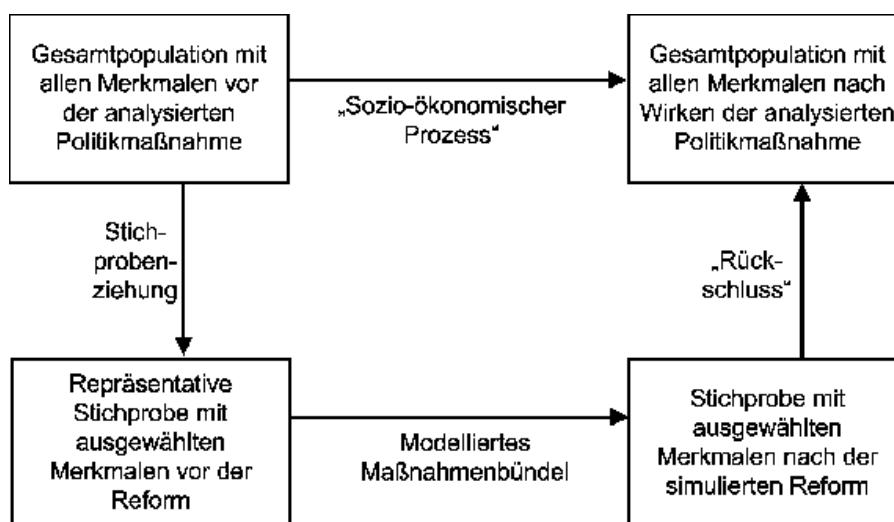 Gesamtpopulation mit
allen Merkmalen vor
der analysierten
Politikmaßnahme
„Sozio-ökonomischer
Prozess“
Gesamtpopulation mit
allen Merkmalen nach
Wirken der analysierten
Politikmaßnahme
Stich-
proben-
ziehung
„Rück-
schluss“
Repräsentative
Stichprobe mit
ausgewählten
Merkmalen vor der
Reform
Modelliertes
Maßnahmenbündel
Stichprobe mit
ausgewählten
Merkmalen nach der
simulierten Reform